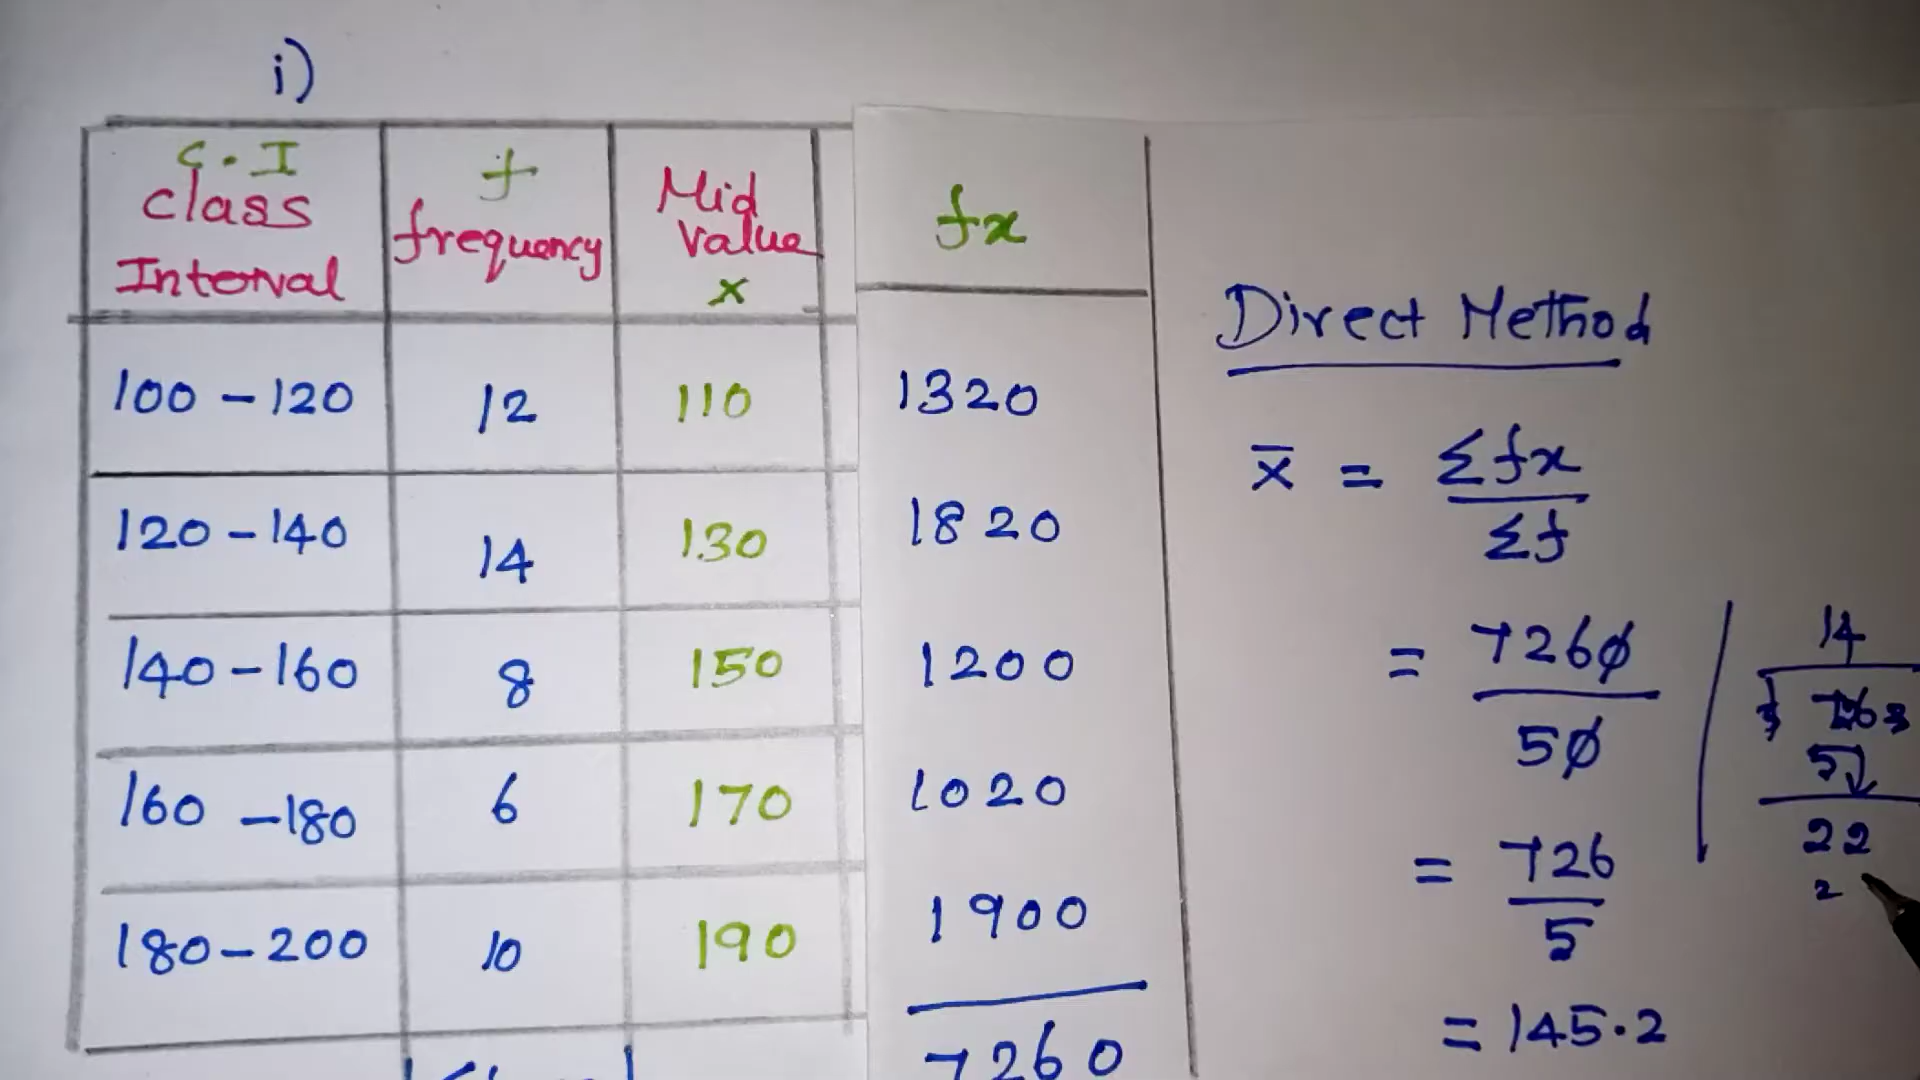 i)
C.I
class
Interval
f
frequency
Mid
Value
x
fx
100 - 120
12
110
1320
120 - 140
14
130
1820
140 - 160
8
150
1200
160 - 180
6
170
1020
180 - 200
10
190
1900
7260
Direct Method
x̄ = Σfx
Σf
= 7260
50
= 726
5
= 145.2
14
5
22
2